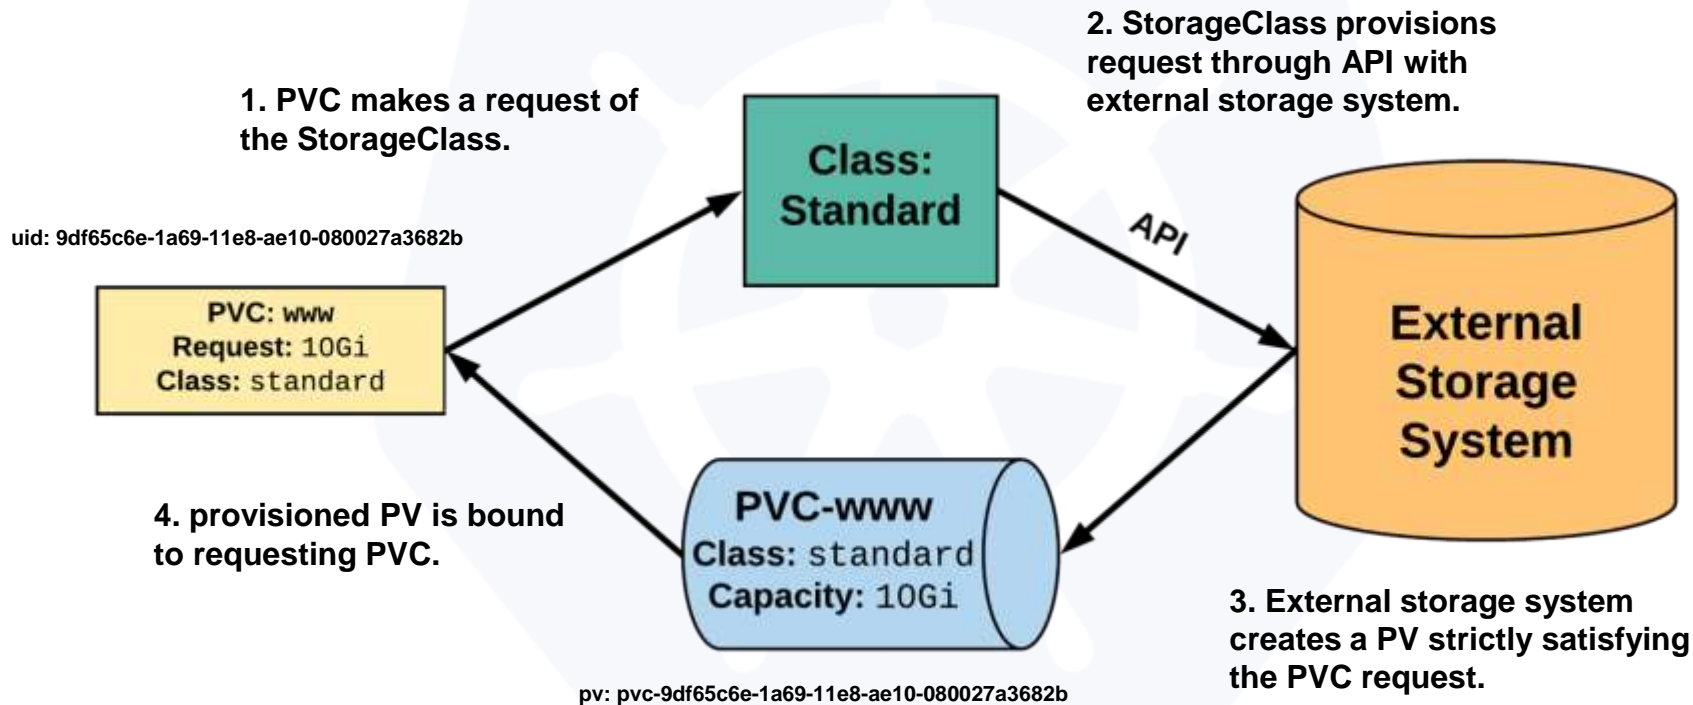 2. StorageClass provisions
request through API with
external storage system.
1. PVC makes a request of
the StorageClass.
Class:
Standard
API
uid: 9df65c6e-1a69-11e8-ae10-080027a3682b
PVC: www
Request: 10Gi
Class: standard
External
Storage
System
4. provisioned PV is bound
to requesting PVC.
PVC-www
Class: standard
Capacity: 10Gi
3. External storage system
creates a PV strictly satisfying
the PVC request.
pv: pvc-9df65c6e-1a69-11e8-ae10-080027a3682b